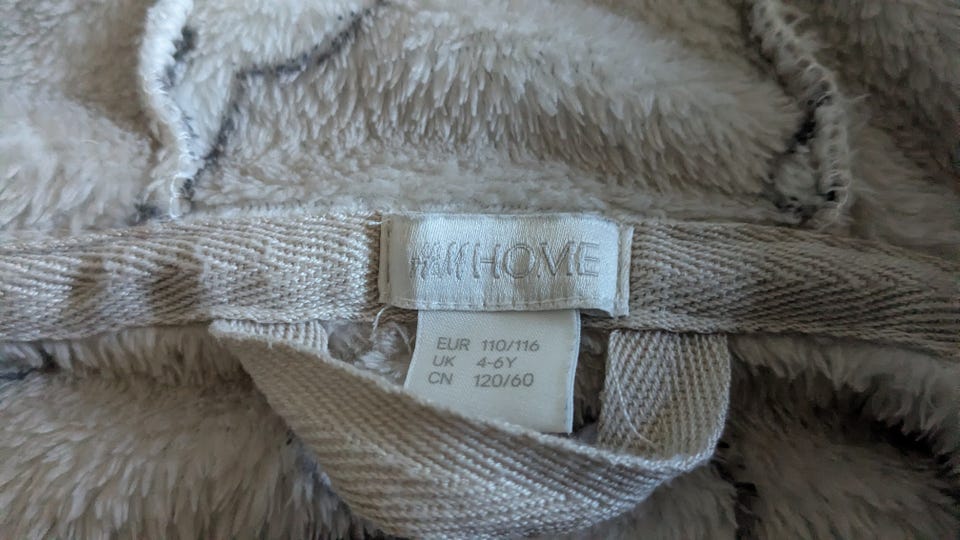 H&M HOME
EUR 110/116
UK 4-6Y
CN 120/60